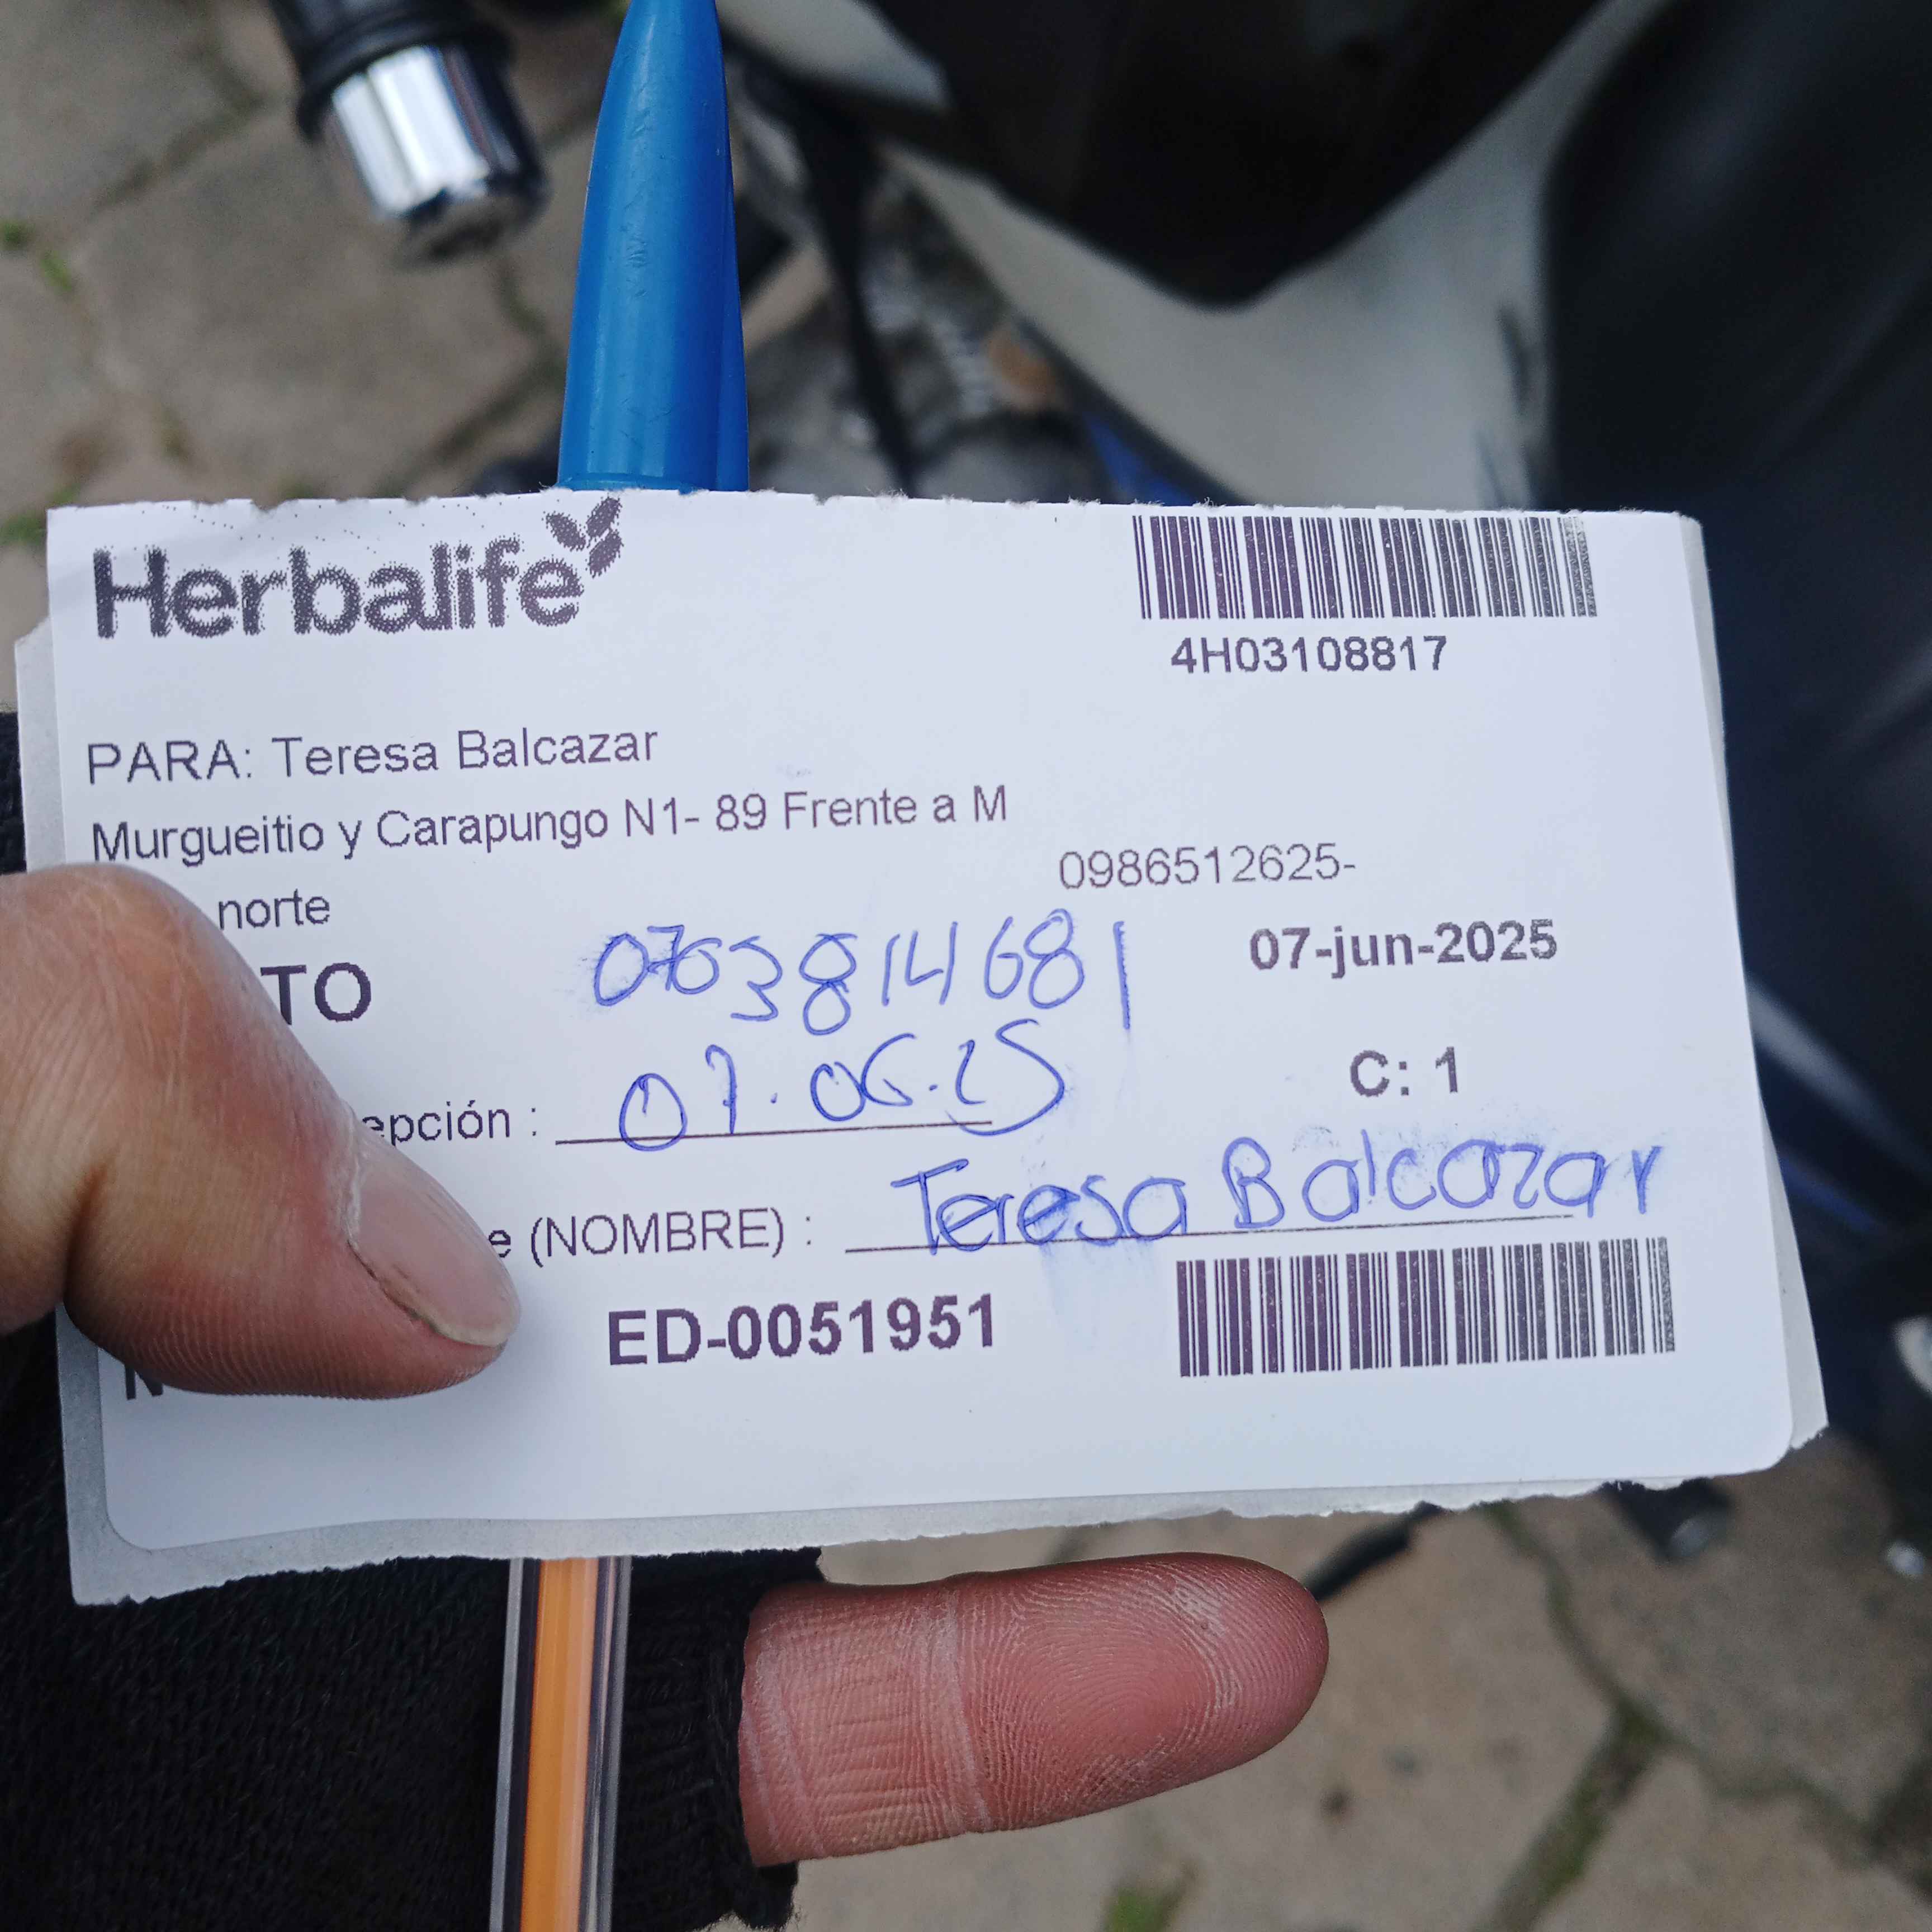 Herbalife
4H03108817
PARA: Teresa Balcazar
Murgueitio y Carapungo N1- 89 Frente a M
0986512625-
norte
0703814681
07-jun-2025
TO
epción : 07.06.25
C: 1
e (NOMBRE) : Teresa Balcazar
ED-0051951